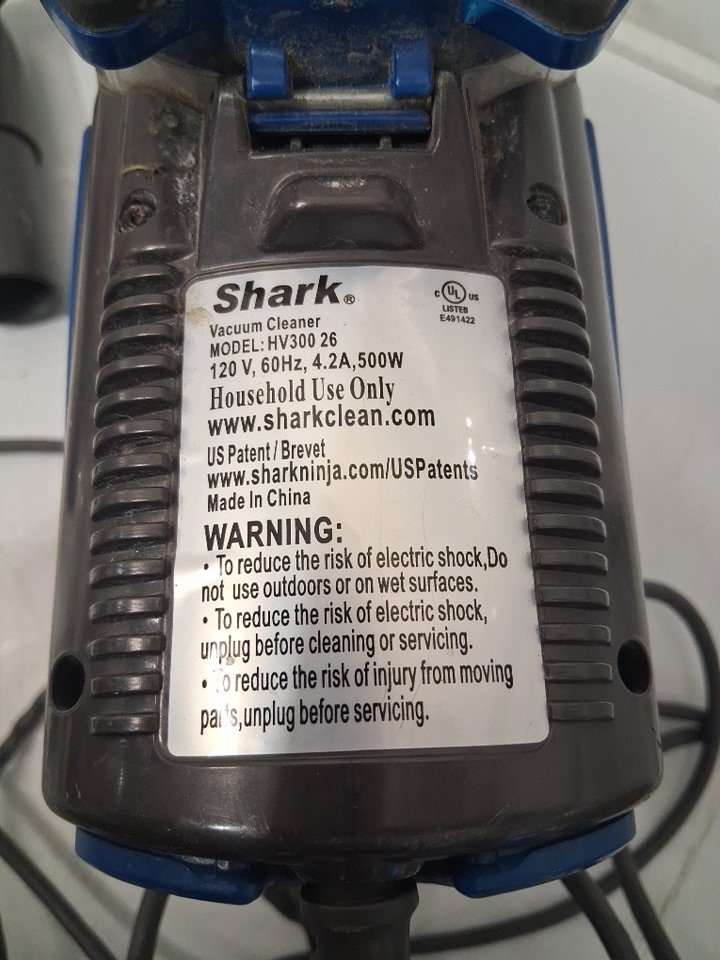 Shark®
C UL US
LISTED
E491422
Vacuum Cleaner
MODEL: HV300 26
120 V, 60Hz, 4.2A,500W
Household Use Only
www.sharkclean.com
US Patent / Brevet
www.sharkninja.com/USPatents
Made In China
WARNING:
• To reduce the risk of electric shock,Do
not use outdoors or on wet surfaces.
• To reduce the risk of electric shock,
unplug before cleaning or servicing.
• To reduce the risk of injury from moving
parts,unplug before servicing.